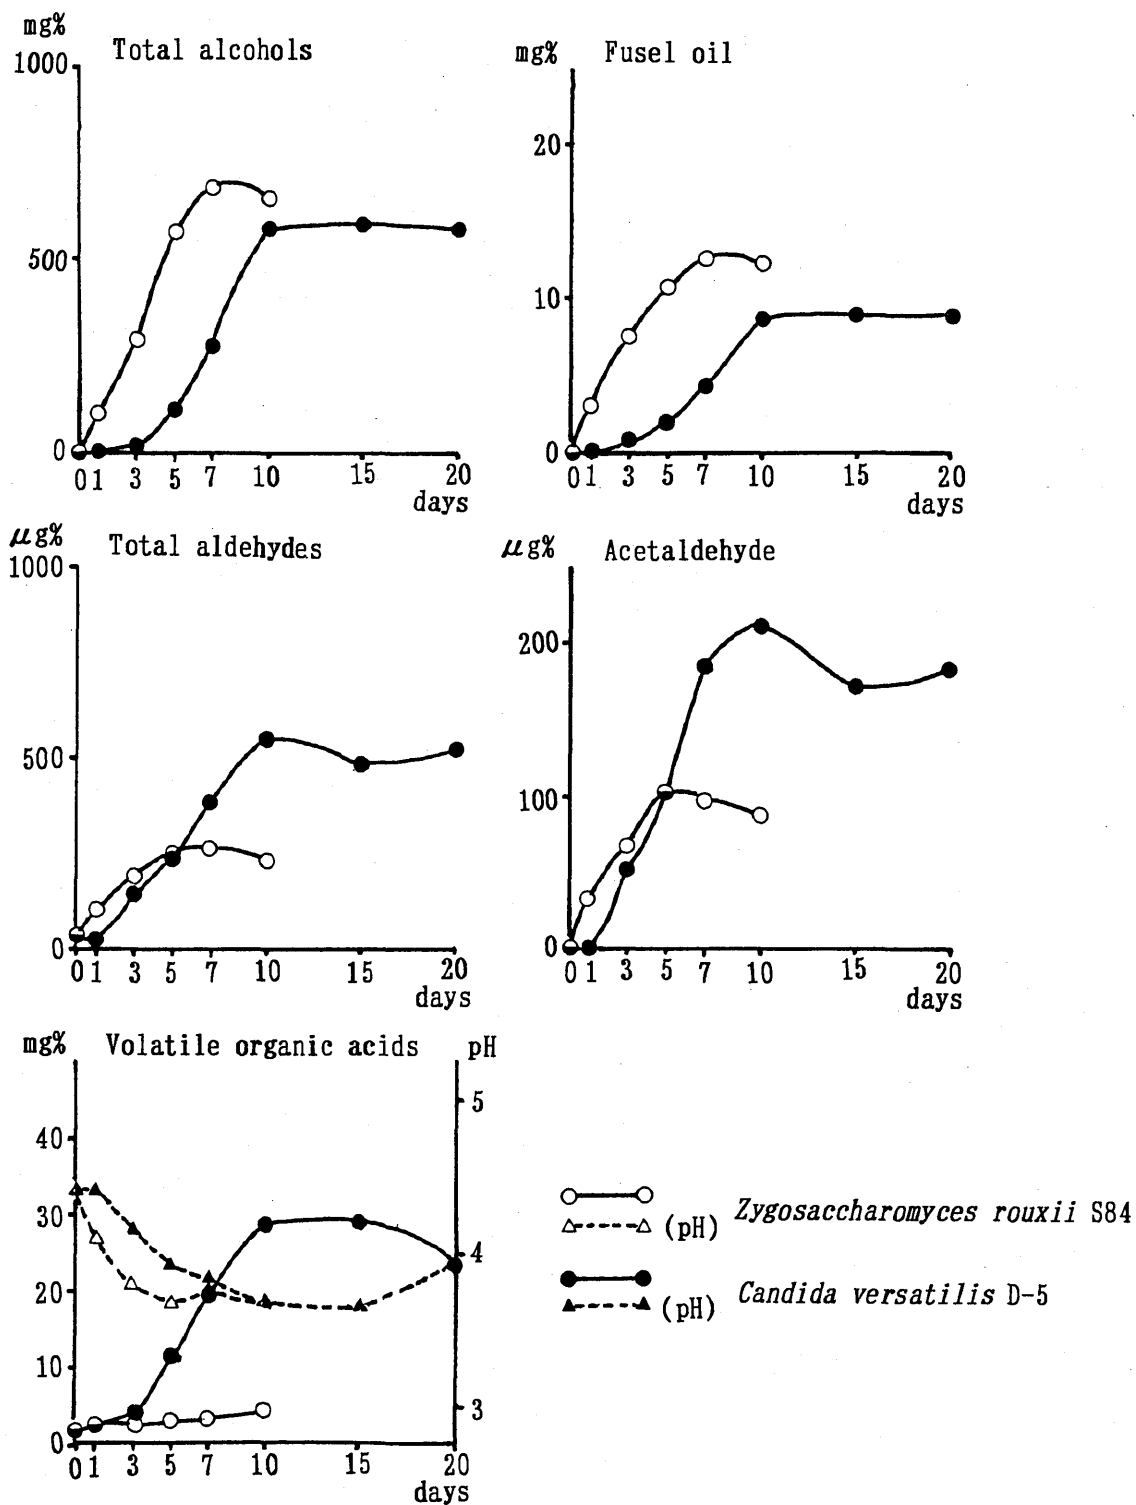 mg%
Total alcohols
1000
500
0
0 1 3 5 7 10 15 20
days
mg%
Fusel oil
20
10
0
0 1 3 5 7 10 15 20
days
μg%
Total aldehydes
1000
500
0
0 1 3 5 7 10 15 20
days
μg%
Acetaldehyde
200
100
0
0 1 3 5 7 10 15 20
days
mg%
Volatile organic acids
pH
40
30
20
10
0
5
4
3
0 1 3 5 7 10 15 20
days
(pH)
Zygosaccharomyces rouxii S84
(pH)
Candida versatilis D-5